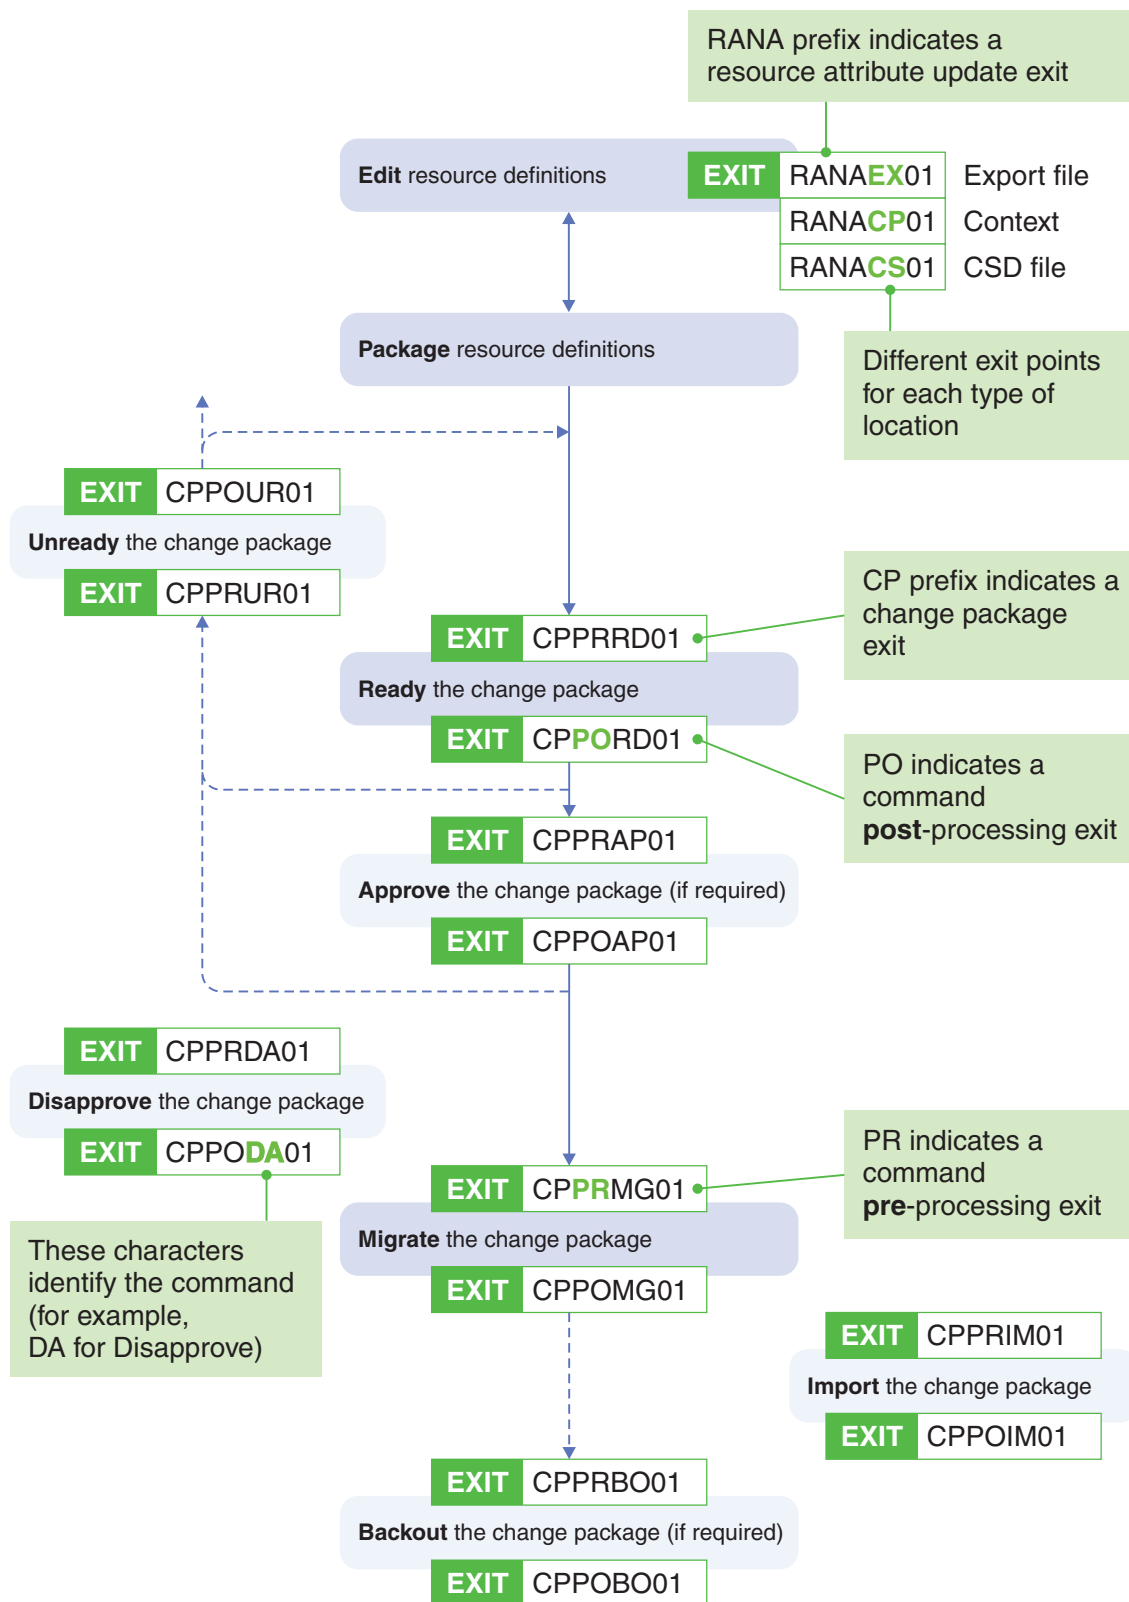 RANA prefix indicates a
resource attribute update exit
Edit resource definitions
EXIT RANAEX01 Export file
RANACP01 Context
RANACS01 CSD file
Package resource definitions
Different exit points
for each type of
location
EXIT CPPOUR01
Unready the change package
EXIT CPPRUR01
CP prefix indicates a
change package
exit
EXIT CPPRRD01
Ready the change package
EXIT CPPORD01
PO indicates a
command
post-processing exit
EXIT CPPRAP01
Approve the change package (if required)
EXIT CPPOAP01
EXIT CPPRDA01
Disapprove the change package
EXIT CPPODA01
These characters
identify the command
(for example,
DA for Disapprove)
PR indicates a
command
pre-processing exit
EXIT CPPRMG01
Migrate the change package
EXIT CPPOMG01
EXIT CPPRIM01
Import the change package
EXIT CPPOIM01
EXIT CPPRBO01
Backout the change package (if required)
EXIT CPPOBO01